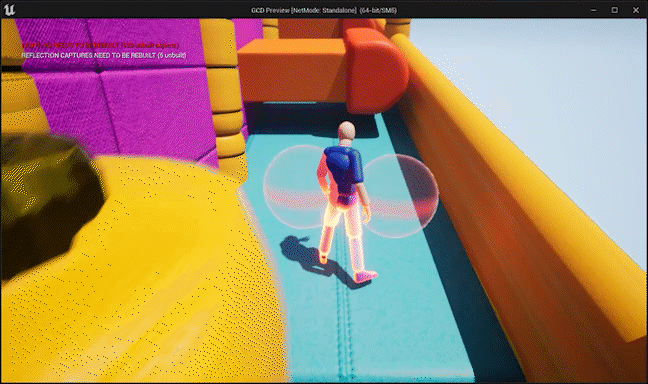 GCD Preview [NetMode: Standalone] (64-bit/SM5)
REFLECTION CAPTURES NEED TO BE REBUILT (5 unbuilt)